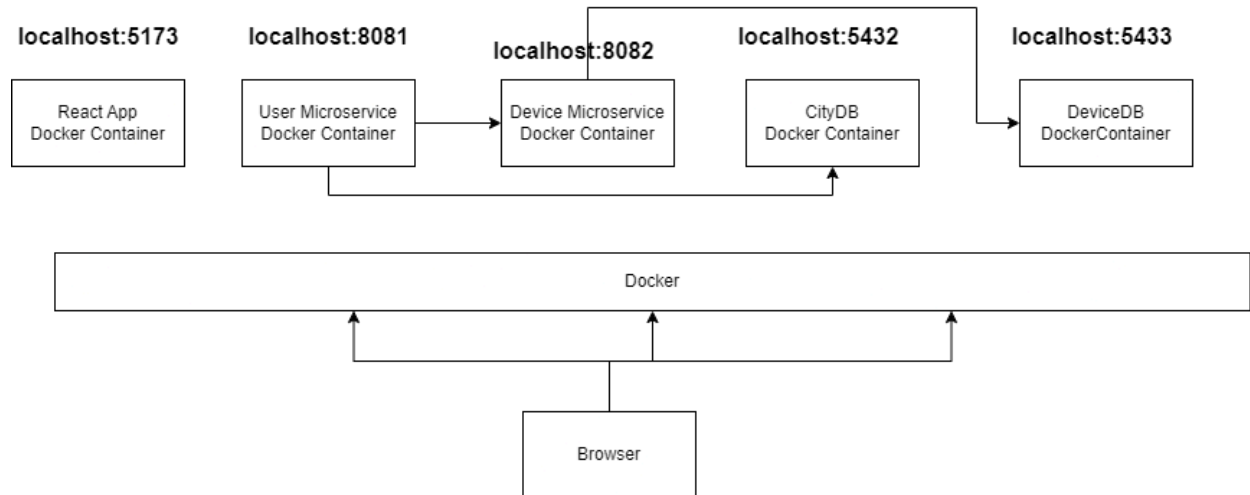 localhost:5173
localhost:8081
localhost:8082
localhost:5432
localhost:5433
React App
Docker Container
User Microservice
Docker Container
Device Microservice
Docker Container
CityDB
Docker Container
DeviceDB
DockerContainer
Docker
Browser